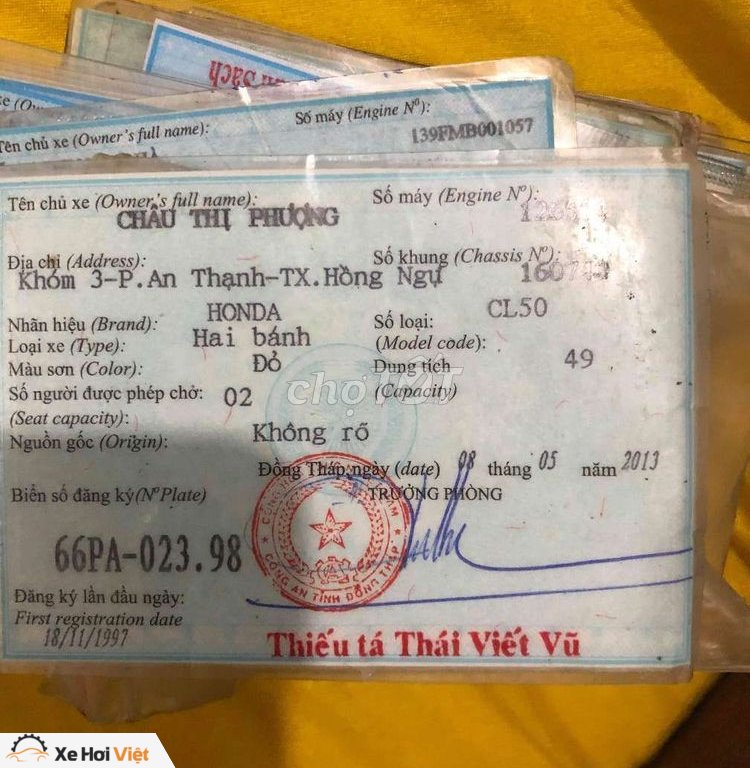 Tên chủ xe (Owner's full name):
Số máy (Engine Nº):
139FMB001057
Tên chủ xe (Owner's full name):
CHÂU THỊ PHƯỢNG
Số máy (Engine Nº):
Địa chỉ (Address):
Khóm 3-P.An Thạnh-TX.Hồng Ngự
Số khung (Chassis Nº):
Nhãn hiệu (Brand): HONDA
Số loại: CL50
(Model code):
Loại xe (Type): Hai bánh
Màu sơn (Color): Đỏ
Dung tích 49
(Capacity)
Số người được phép chở: 02
(Seat capacity):
Nguồn gốc (Origin): Không rõ
chợTỐT
Đồng Tháp,ngày (date) 08 tháng 05 năm 2013
TRƯỞNG PHÒNG
Biển số đăng ký(Nº Plate)
66PA-023.98
CÔNG AN TỈNH ĐỒNG THÁP
Đăng ký lần đầu ngày:
First registration date
18/11/1997
Thiếu tá Thái Viết Vũ
Xe Hơi Việt